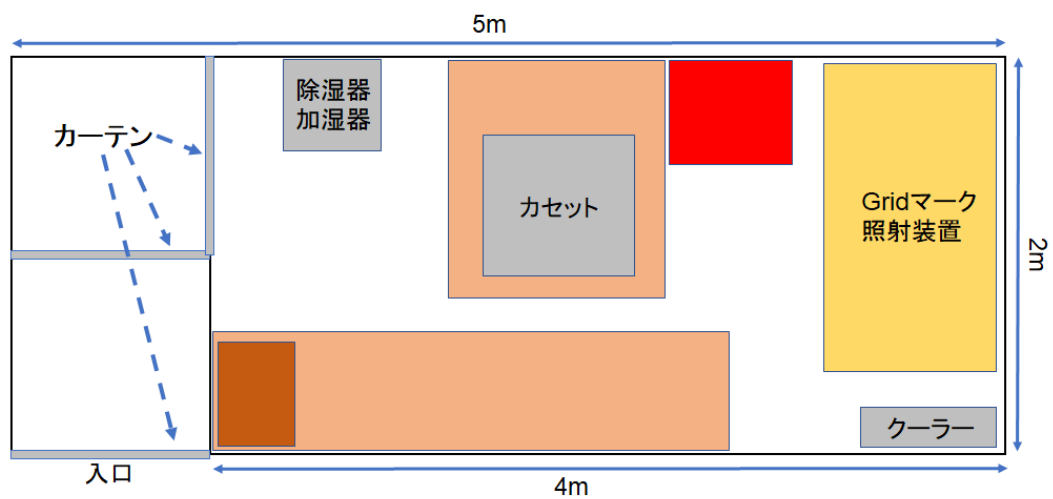 5m
除湿器
加湿器
カーテン
カセット
Gridマーク
照射装置
2m
クーラー
入口
4m